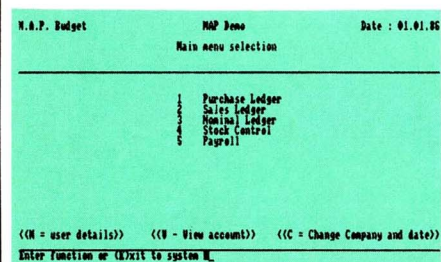 M.A.P. Budget MAP Demo Date : 01.01.86
Main menu selection
1 Purchase Ledger
2 Sales Ledger
3 Nominal Ledger
4 Stock Control
5 Payroll
<<M = user details>> <<V - View account>> <<C = Change Company and date>>
Enter function or (E)xit to system M_